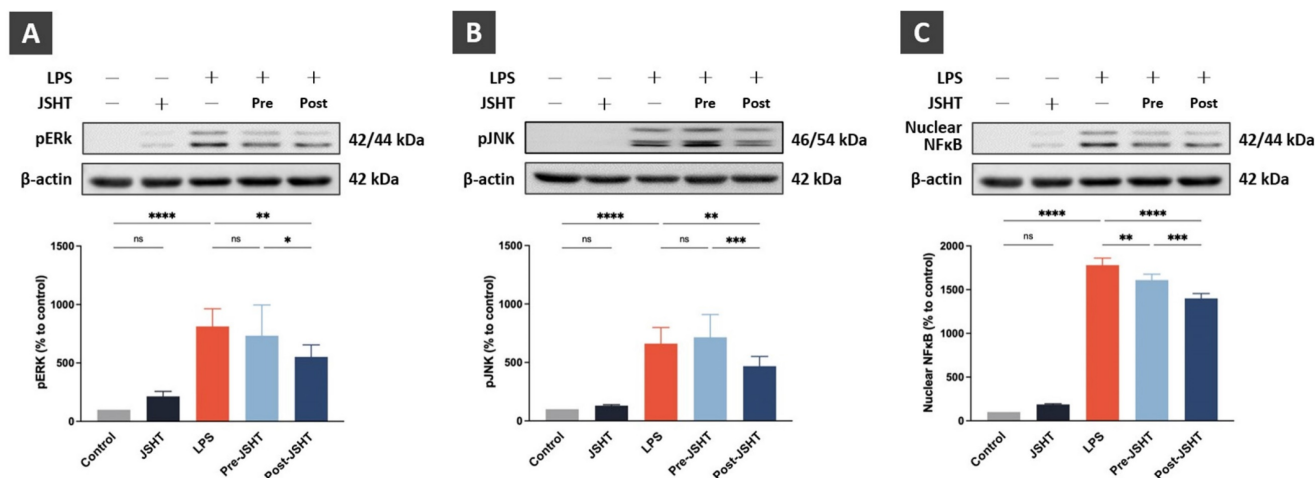 A
LPS — — + + +
JSHT — + — Pre Post
pERk 42/44 kDa
β-actin 42 kDa
**** **
ns ns *
1500
1000
500
0
pERK (% to control)
Control
JSHT
LPS
Pre-JSHT
Post-JSHT
B
LPS — — + + +
JSHT — + — Pre Post
pJNK 46/54 kDa
β-actin 42 kDa
**** **
ns ns ***
1500
1000
500
0
pJNK (% to control)
Control
JSHT
LPS
Pre-JSHT
Post-JSHT
C
LPS — — + + +
JSHT — + — Pre Post
Nuclear
NFκB 42/44 kDa
β-actin 42 kDa
**** ****
ns ** ***
2000
1500
1000
500
0
Nuclear NFκB (% to control)
Control
JSHT
LPS
Pre-JSHT
Post-JSHT